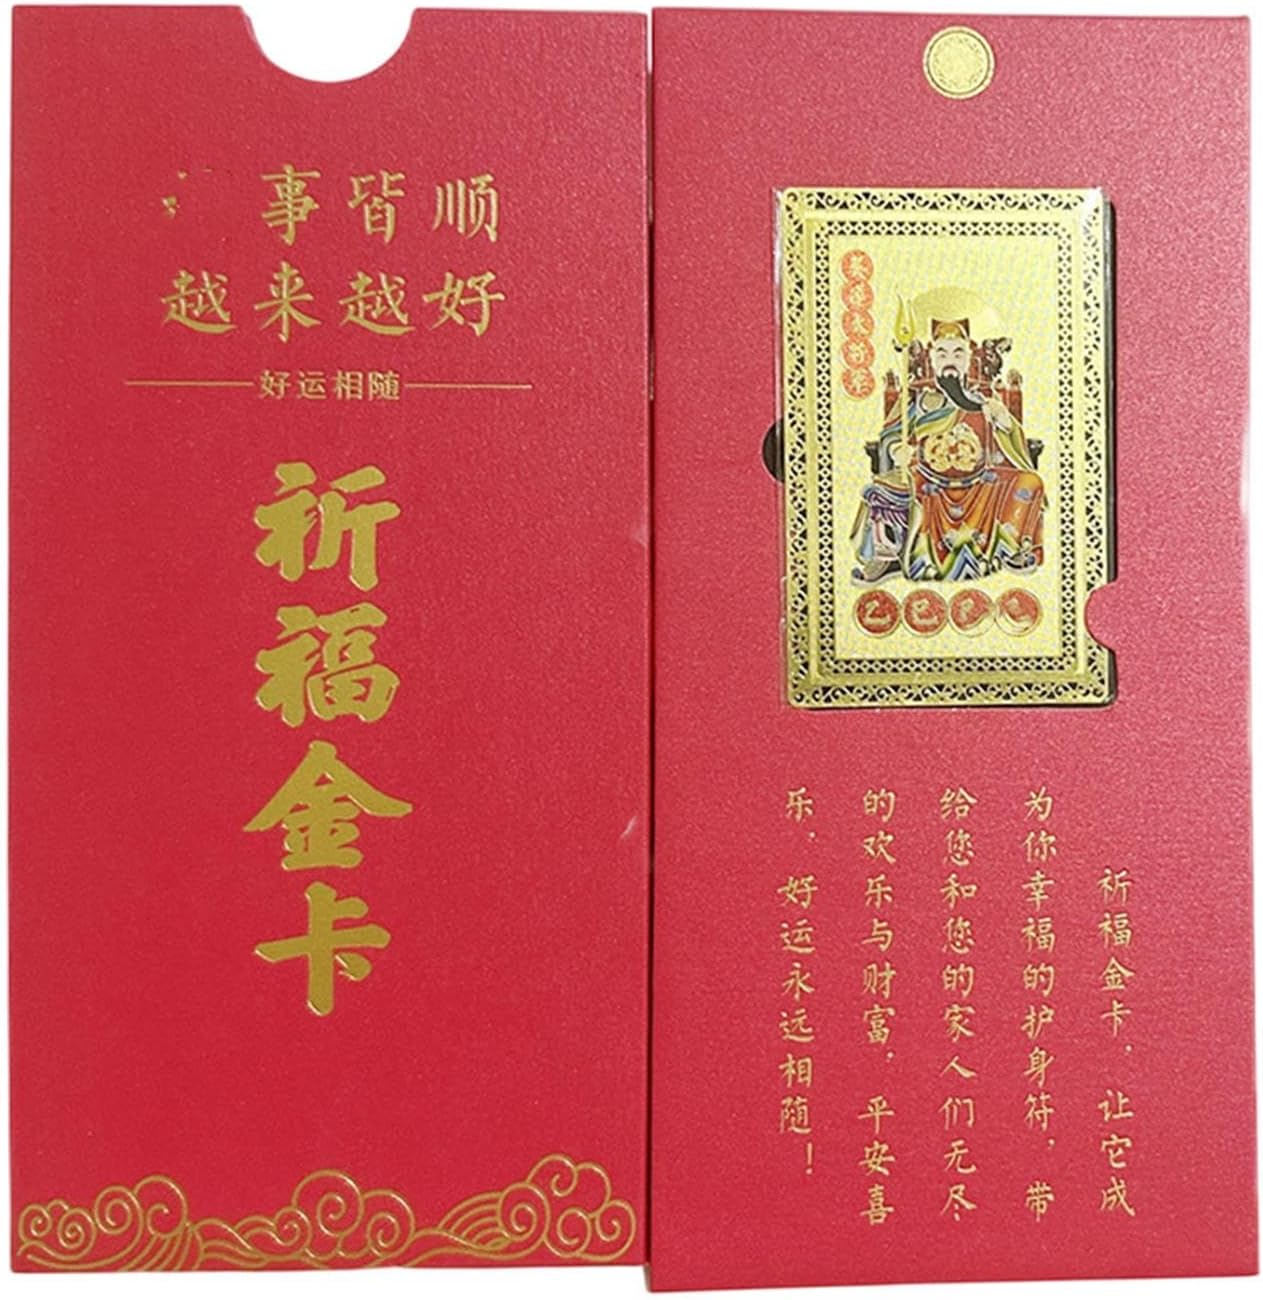 事皆顺
越来越好
好运相随
祈福金卡
乙巳
祈福金卡，让它成
为你幸福的护身符，带
给您和您的家人们无尽
的欢乐与财富，平安喜
乐，好运永远相随！